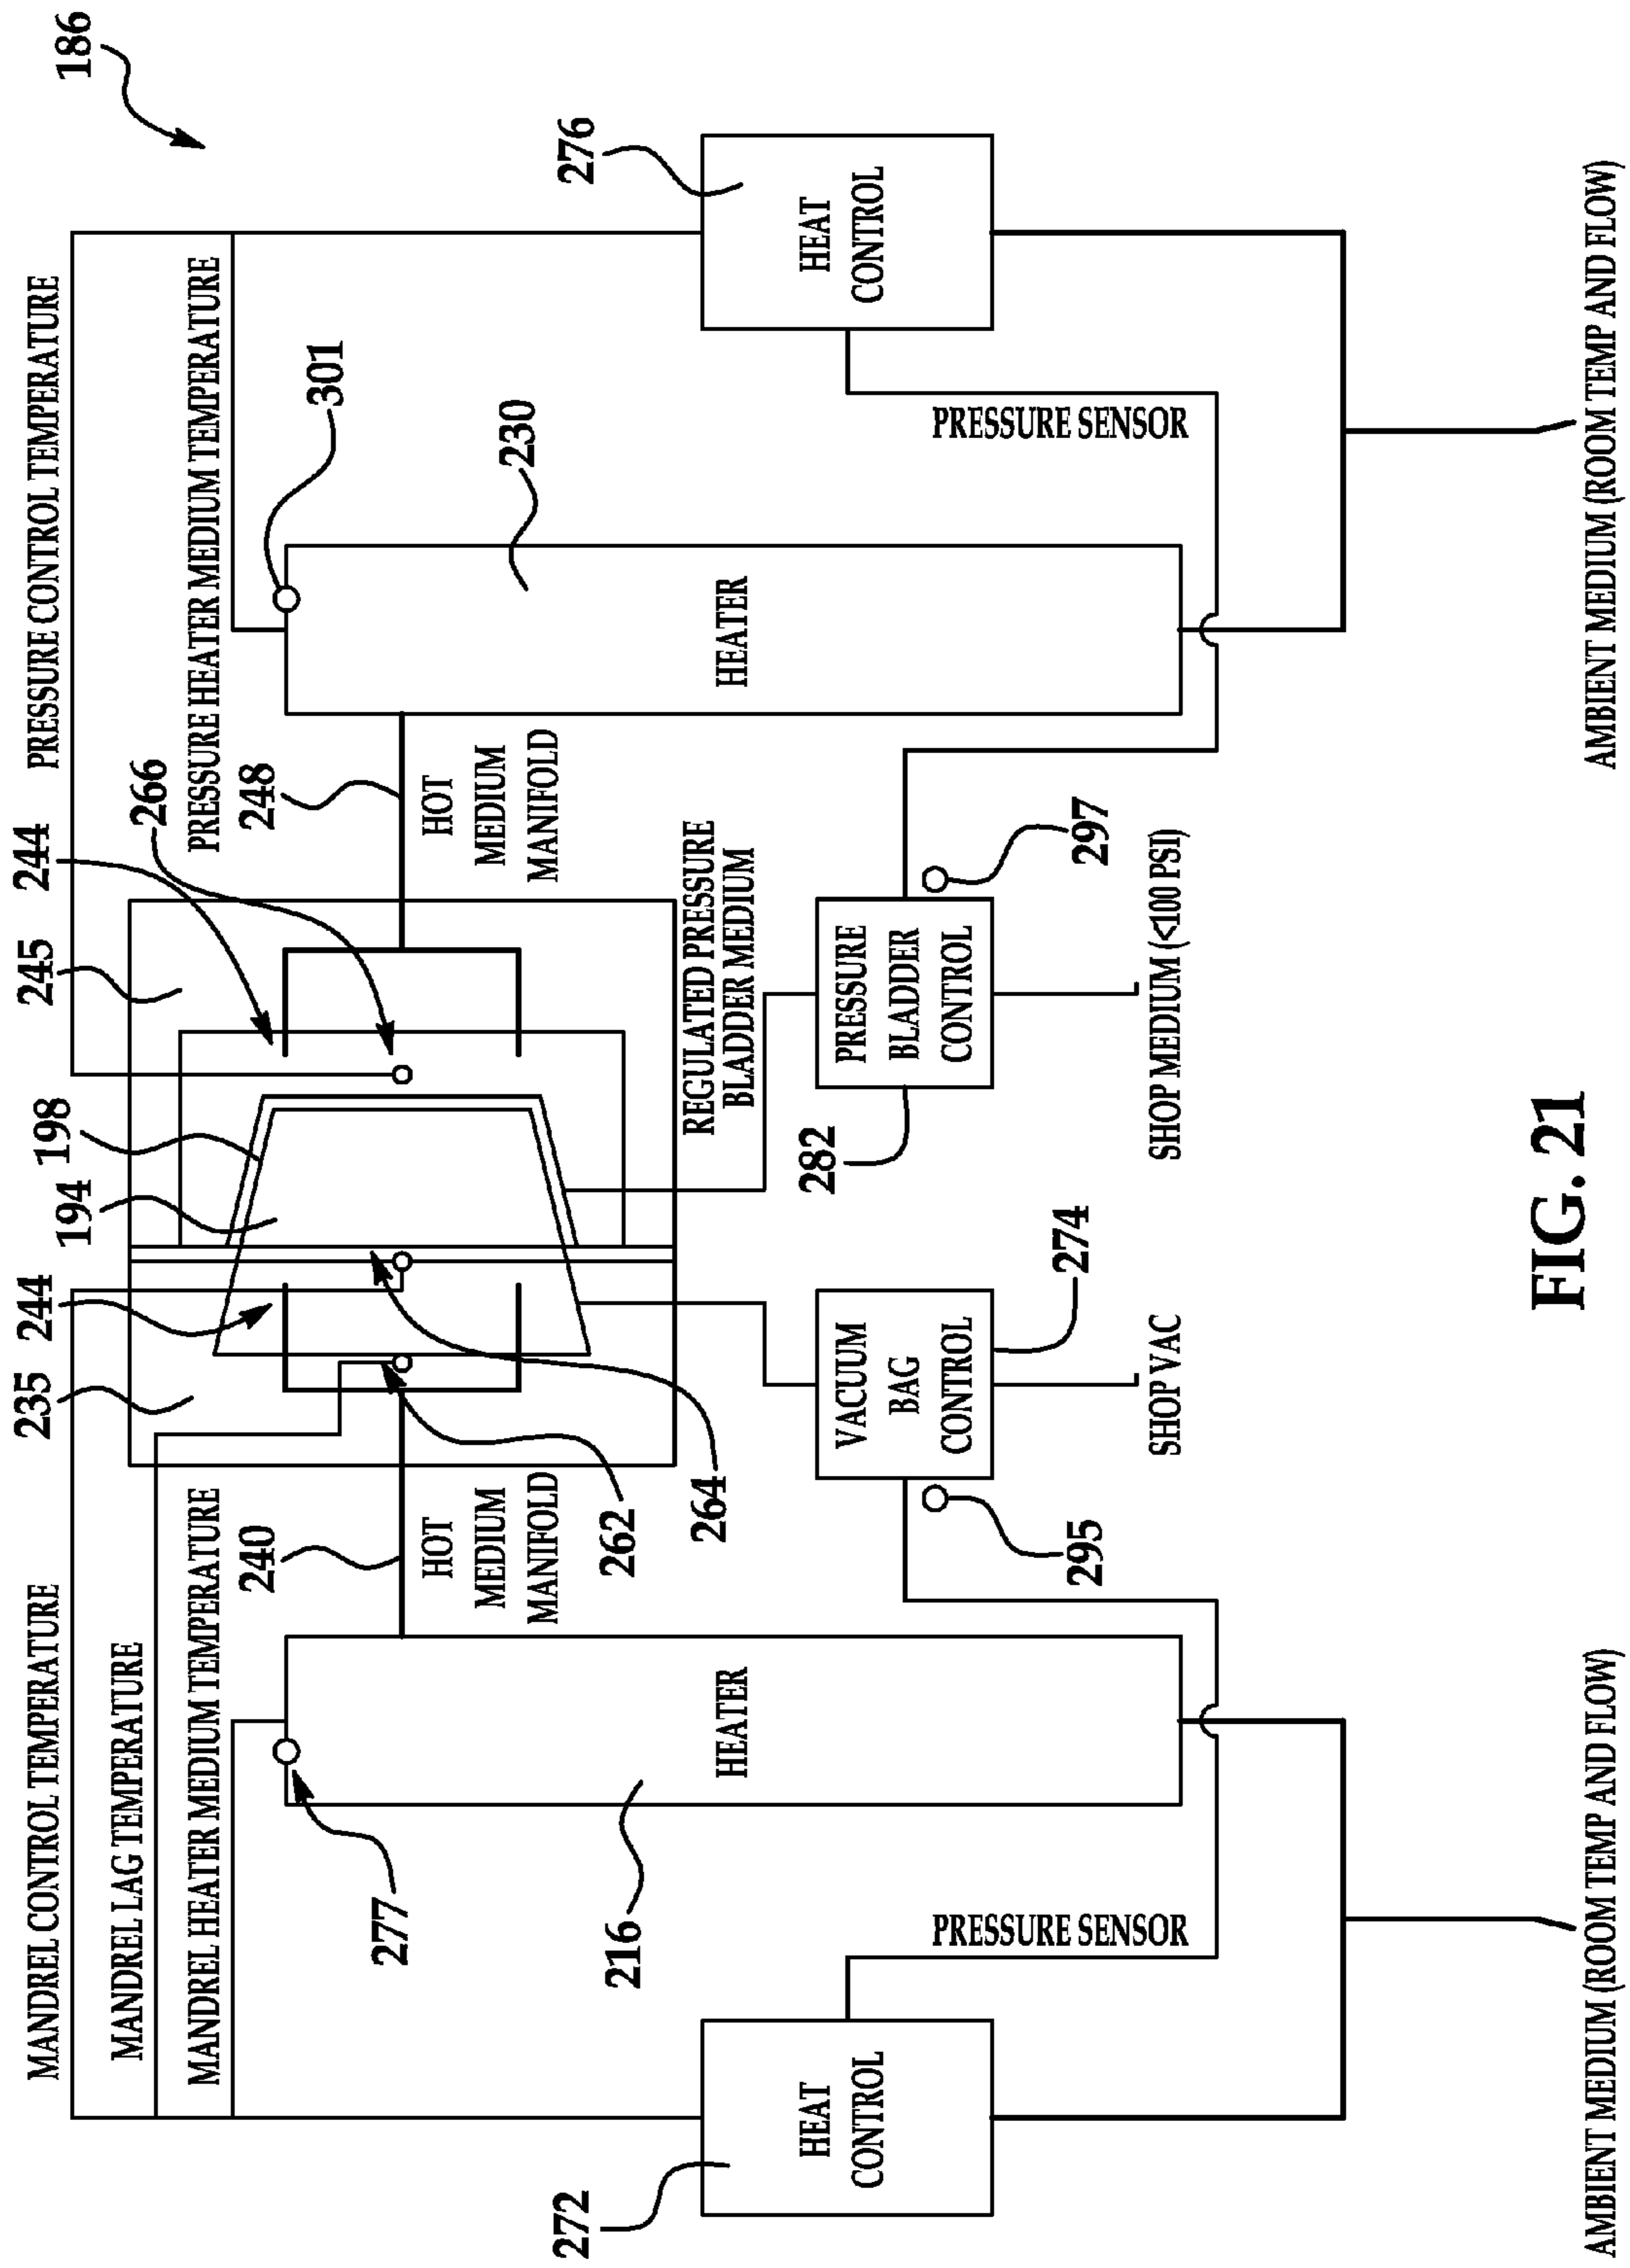 186
PRESSURE CONTROL TEMPERATURE
PRESSURE HEATER MEDIUM TEMPERATURE
MANDREL CONTROL TEMPERATURE
MANDREL LAG TEMPERATURE
MANDREL HEATER MEDIUM TEMPERATURE
235
244
194
198
245
244
266
240
HOT
MEDIUM
MANIFOLD
248
HOT
MEDIUM
MANIFOLD
301
276
277
216
HEATER
262
264
REGULATED PRESSURE
BLADDER MEDIUM
230
HEATER
272
HEAT
CONTROL
VACUUM
BAG
CONTROL
274
282
PRESSURE
BLADDER
CONTROL
HEAT
CONTROL
PRESSURE SENSOR
295
297
PRESSURE SENSOR
SHOP VAC
SHOP MEDIUM (<100 PSI)
AMBIENT MEDIUM (ROOM TEMP AND FLOW)
AMBIENT MEDIUM (ROOM TEMP AND FLOW)
FIG. 21